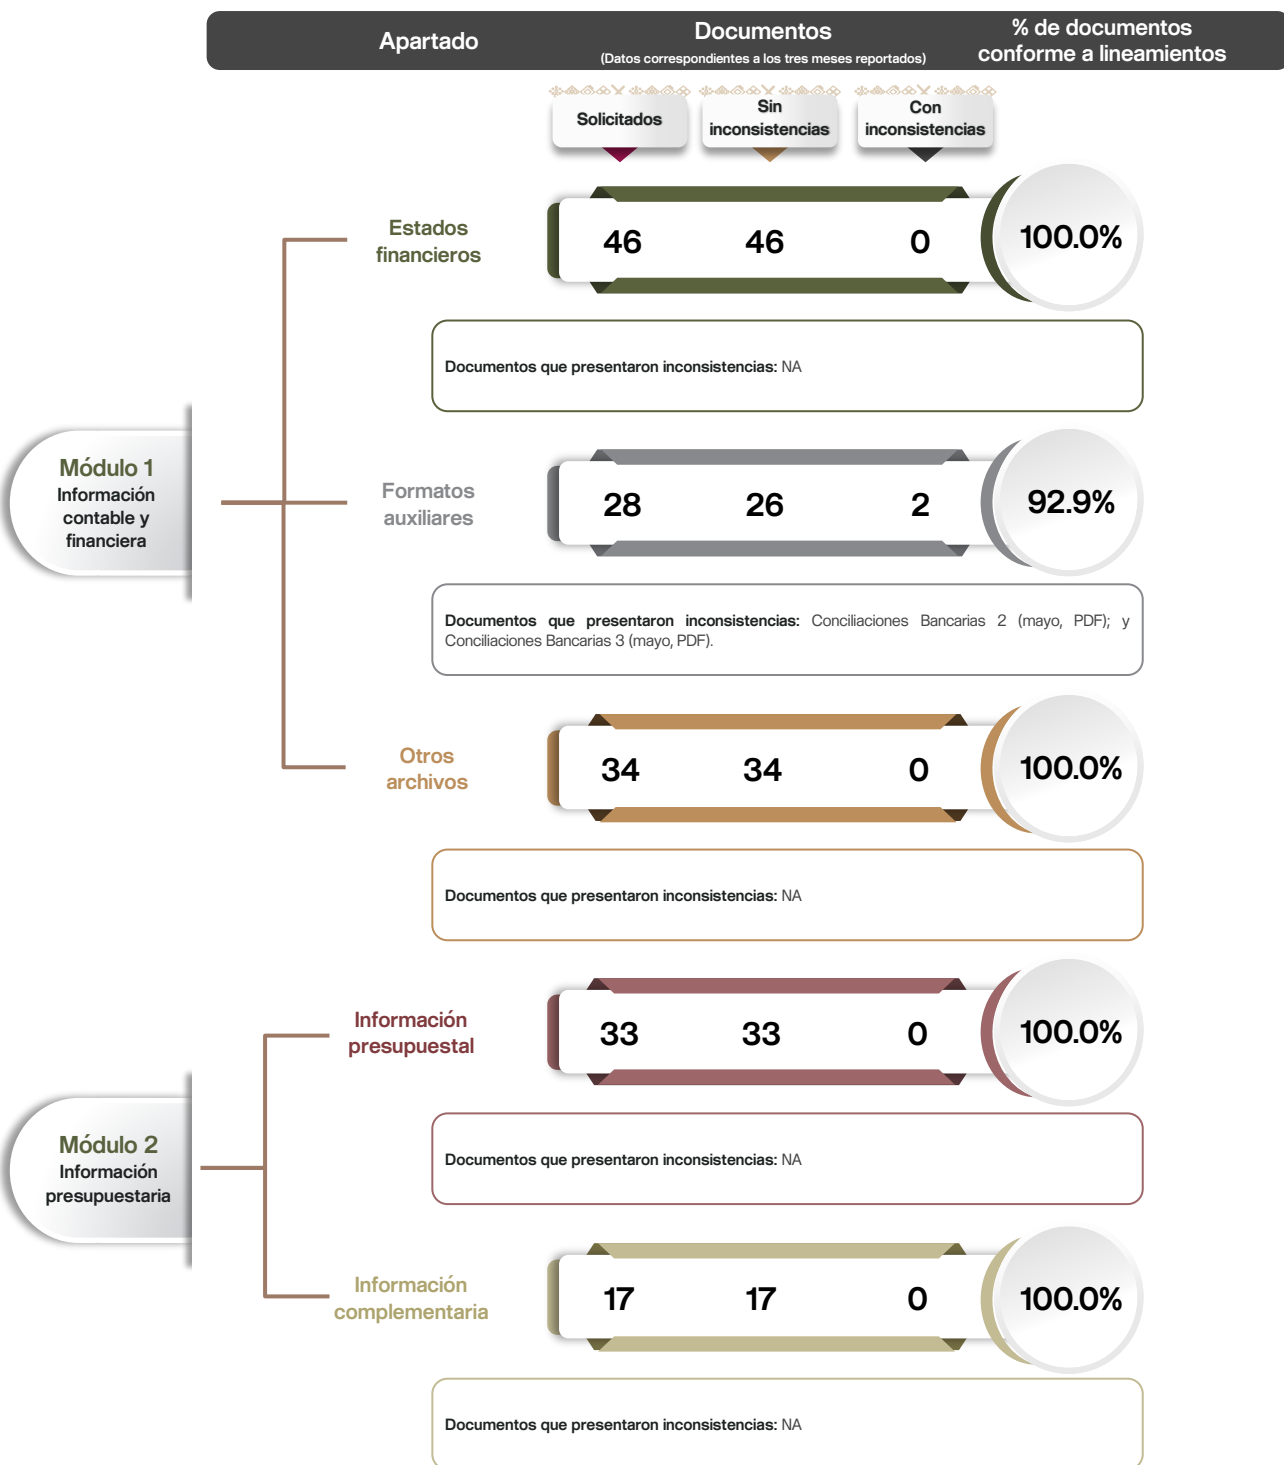 Apartado
Documentos
(Datos correspondientes a los tres meses reportados)
% de documentos
conforme a lineamientos
Solicitados
Sin
inconsistencias
Con
inconsistencias
Módulo 1
Información
contable y
financiera
Estados
financieros
46 46 0 100.0%
Documentos que presentaron inconsistencias: NA
Formatos
auxiliares
28 26 2 92.9%
Documentos que presentaron inconsistencias: Conciliaciones Bancarias 2 (mayo, PDF); y
Conciliaciones Bancarias 3 (mayo, PDF).
Otros
archivos
34 34 0 100.0%
Documentos que presentaron inconsistencias: NA
Módulo 2
Información
presupuestaria
Información
presupuestal
33 33 0 100.0%
Documentos que presentaron inconsistencias: NA
Información
complementaria
17 17 0 100.0%
Documentos que presentaron inconsistencias: NA